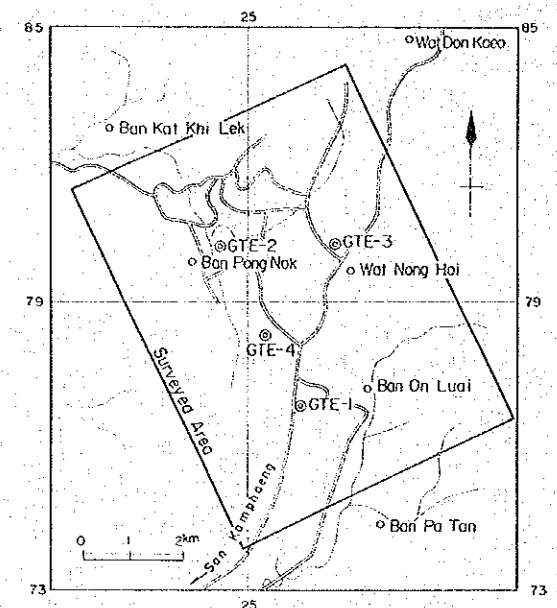 85
25
85
Wat Don Kaeo
Ban Kat Khi Lek
GTE-2
GTE-3
Ban Pong Nok
Wat Nong Hoi
79
79
GTE-4
Surveyed Area
Ban On Luai
GTE-1
San Kamphaeng
Ban Pa Tan
0 1 2km
73
25
73